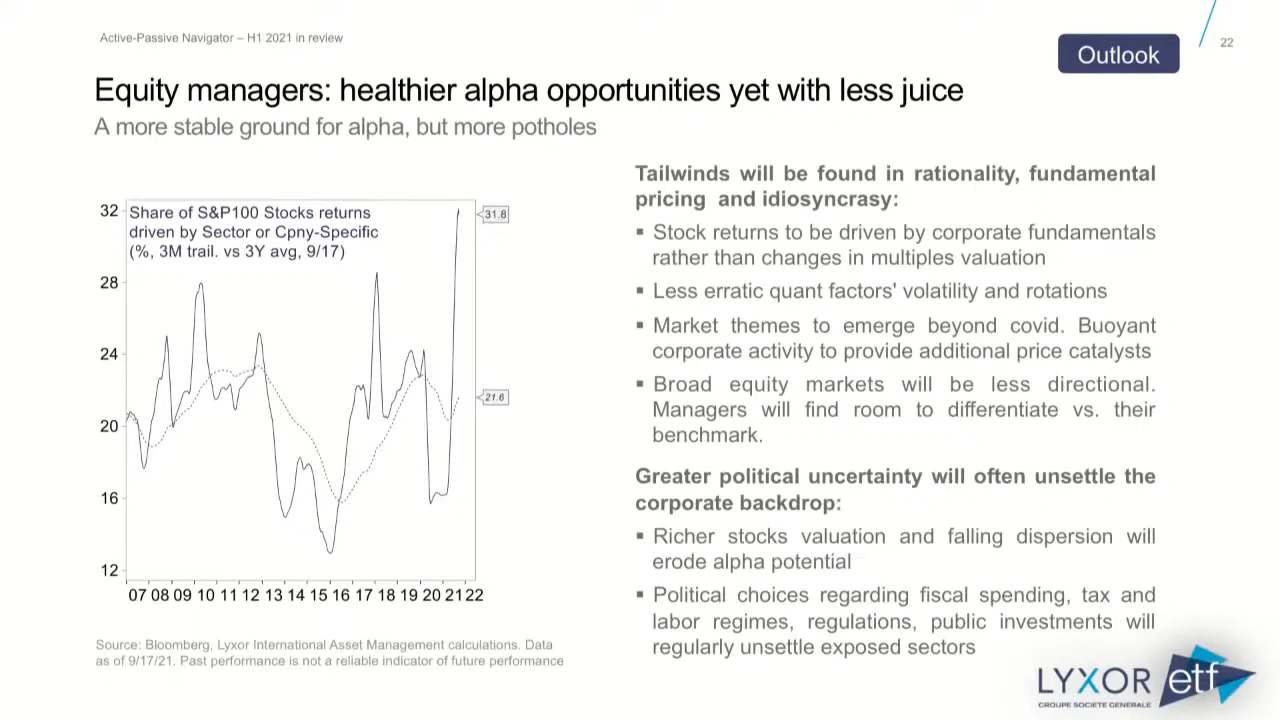 Active-Passive Navigator – H1 2021 in review
22
Outlook
Equity managers: healthier alpha opportunities yet with less juice
A more stable ground for alpha, but more potholes
Share of S&P100 Stocks returns
driven by Sector or Cpny-Specific
(%, 3M trail. vs 3Y avg, 9/17)
32
28
24
20
16
12
31.8
21.6
07 08 09 10 11 12 13 14 15 16 17 18 19 20 21 22
Source: Bloomberg, Lyxor International Asset Management calculations. Data
as of 9/17/21. Past performance is not a reliable indicator of future performance
Tailwinds will be found in rationality, fundamental
pricing and idiosyncrasy:
▪ Stock returns to be driven by corporate fundamentals
rather than changes in multiples valuation
▪ Less erratic quant factors' volatility and rotations
▪ Market themes to emerge beyond covid. Buoyant
corporate activity to provide additional price catalysts
▪ Broad equity markets will be less directional.
Managers will find room to differentiate vs. their
benchmark.
Greater political uncertainty will often unsettle the
corporate backdrop:
▪ Richer stocks valuation and falling dispersion will
erode alpha potential
▪ Political choices regarding fiscal spending, tax and
labor regimes, regulations, public investments will
regularly unsettle exposed sectors
LYXOR etf
GROUPE SOCIETE GENERALE